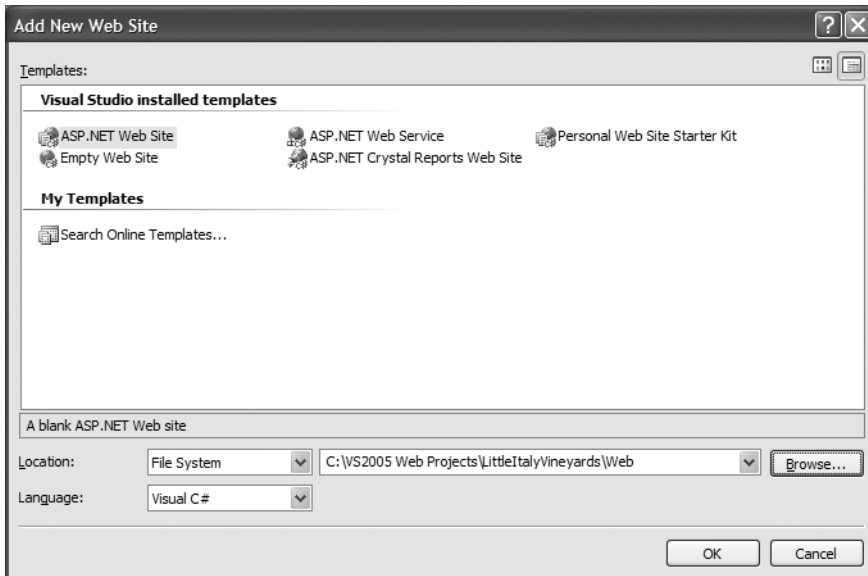 Add New Web Site
Templates:
Visual Studio installed templates
ASP.NET Web Site
ASP.NET Web Service
Personal Web Site Starter Kit
Empty Web Site
ASP.NET Crystal Reports Web Site
My Templates
Search Online Templates...
A blank ASP.NET Web site
Location: File System C:\VS2005 Web Projects\LittleItalyVineyards\Web Browse...
Language: Visual C#
OK Cancel